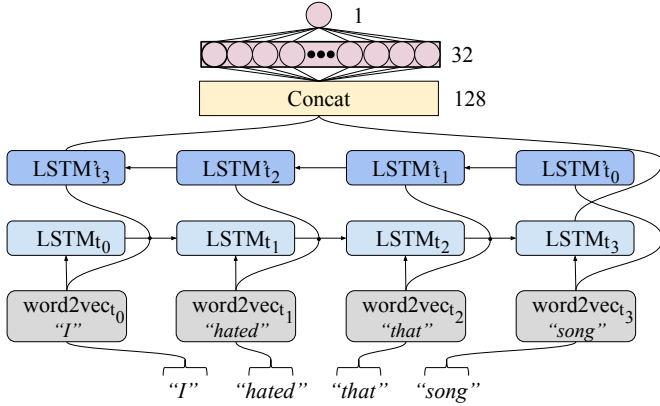 1
32
Concat 128
LSTM't3 LSTM't2 LSTM't1 LSTM't0
LSTMt0 LSTMt1 LSTMt2 LSTMt3
word2vect0 word2vect1 word2vect2 word2vect3
“I” “hated” “that” “song”
“I” “hated” “that” “song”